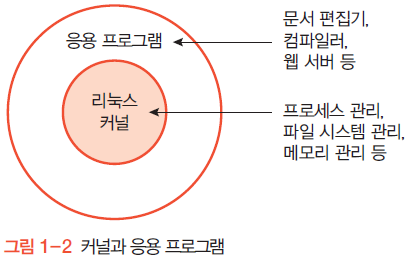 문서 편집기,
컴파일러,
웹 서버 등
응용 프로그램
리눅스
커널
프로세스 관리,
파일 시스템 관리,
메모리 관리 등
그림 1-2 커널과 응용 프로그램